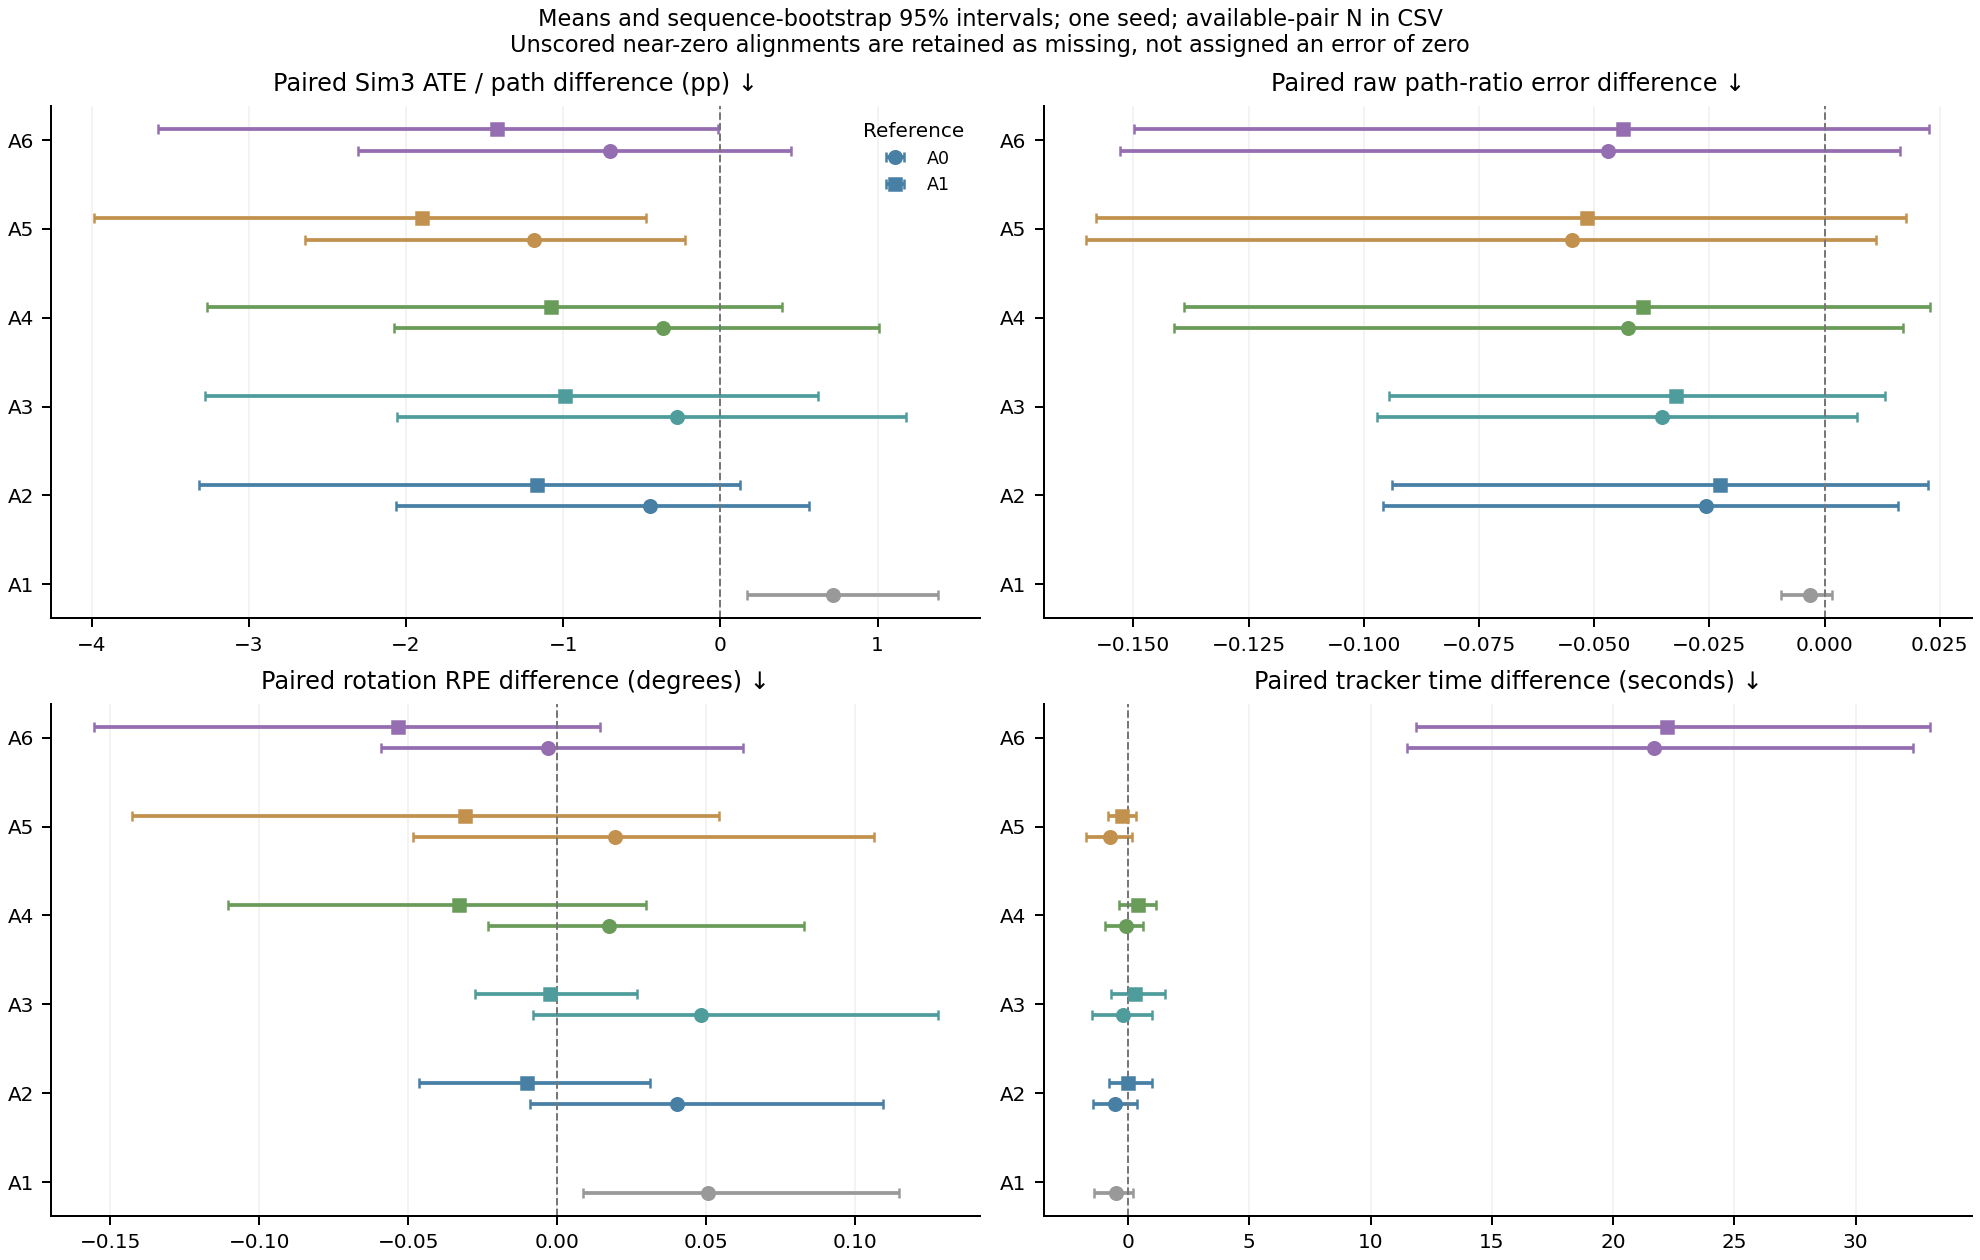 Means and sequence-bootstrap 95% intervals; one seed; available-pair N in CSV
Unscored near-zero alignments are retained as missing, not assigned an error of zero
Paired Sim3 ATE / path difference (pp) ↓
Reference
A0
A1
A6
A5
A4
A3
A2
A1
−4 −3 −2 −1 0 1
Paired raw path-ratio error difference ↓
A6
A5
A4
A3
A2
A1
−0.150 −0.125 −0.100 −0.075 −0.050 −0.025 0.000 0.025
Paired rotation RPE difference (degrees) ↓
A6
A5
A4
A3
A2
A1
−0.15 −0.10 −0.05 0.00 0.05 0.10
Paired tracker time difference (seconds) ↓
A6
A5
A4
A3
A2
A1
0 5 10 15 20 25 30